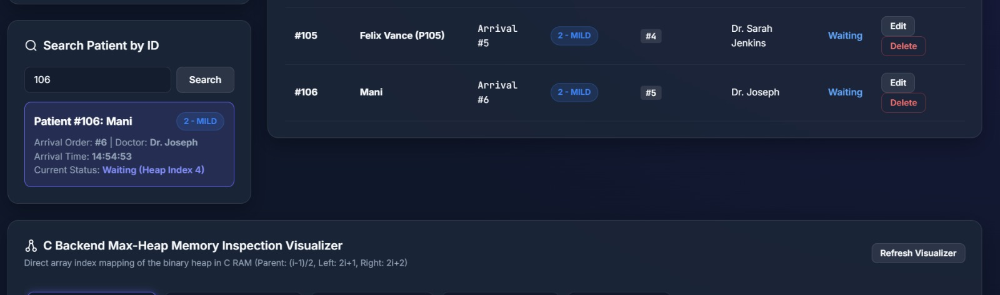 Search Patient by ID
106
Search
Patient #106: Mani
2 - MILD
Arrival Order: #6 | Doctor: Dr. Joseph
Arrival Time: 14:54:53
Current Status: Waiting (Heap Index 4)
#105
Felix Vance (P105)
Arrival
#5
2 - MILD
#4
Dr. Sarah
Jenkins
Waiting
Edit
Delete
#106
Mani
Arrival
#6
2 - MILD
#5
Dr. Joseph
Waiting
Edit
Delete
C Backend Max-Heap Memory Inspection Visualizer
Direct array index mapping of the binary heap in C RAM (Parent: (i-1)/2, Left: 2i+1, Right: 2i+2)
Refresh Visualizer